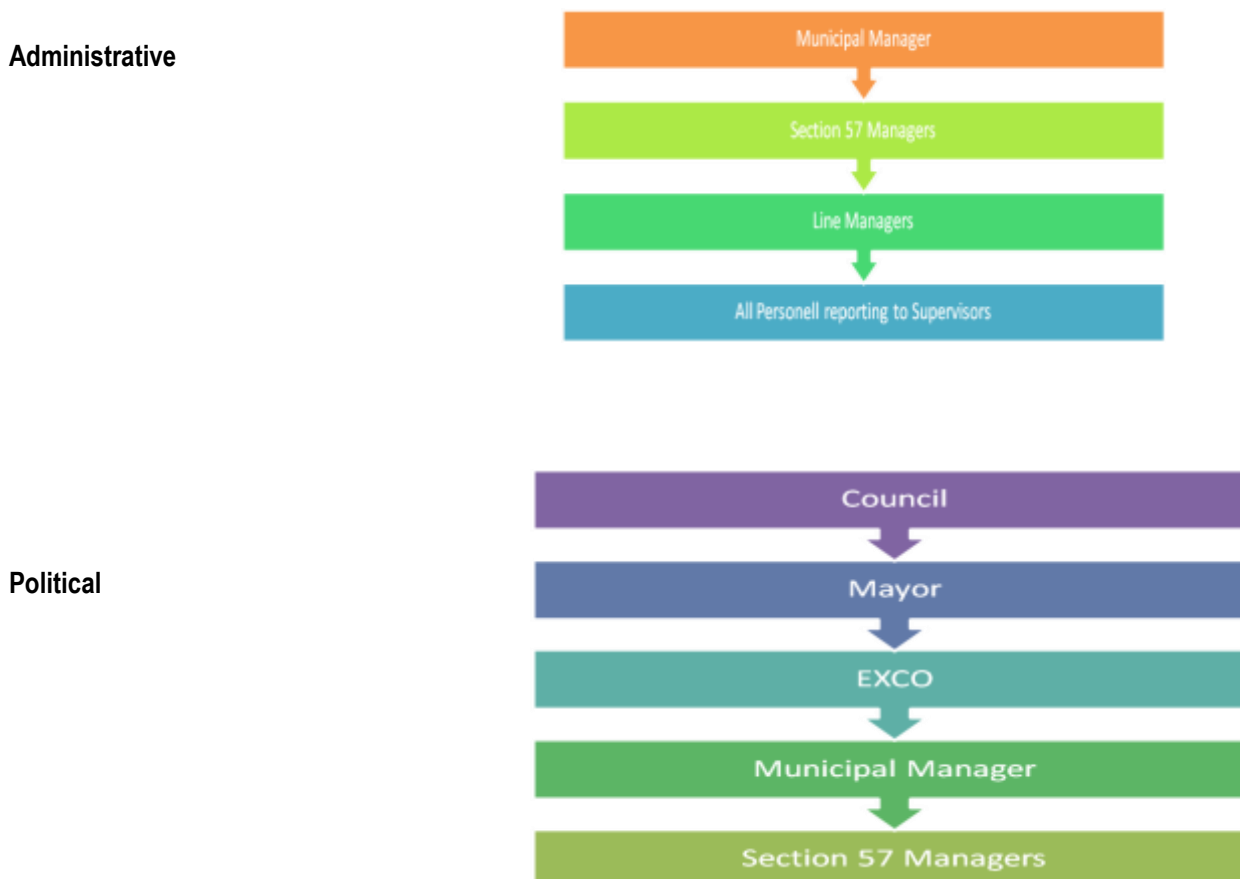 Administrative
Municipal Manager
Section 57 Managers
Line Managers
All Personell reporting to Supervisors
Political
Council
Mayor
EXCO
Municipal Manager
Section 57 Managers